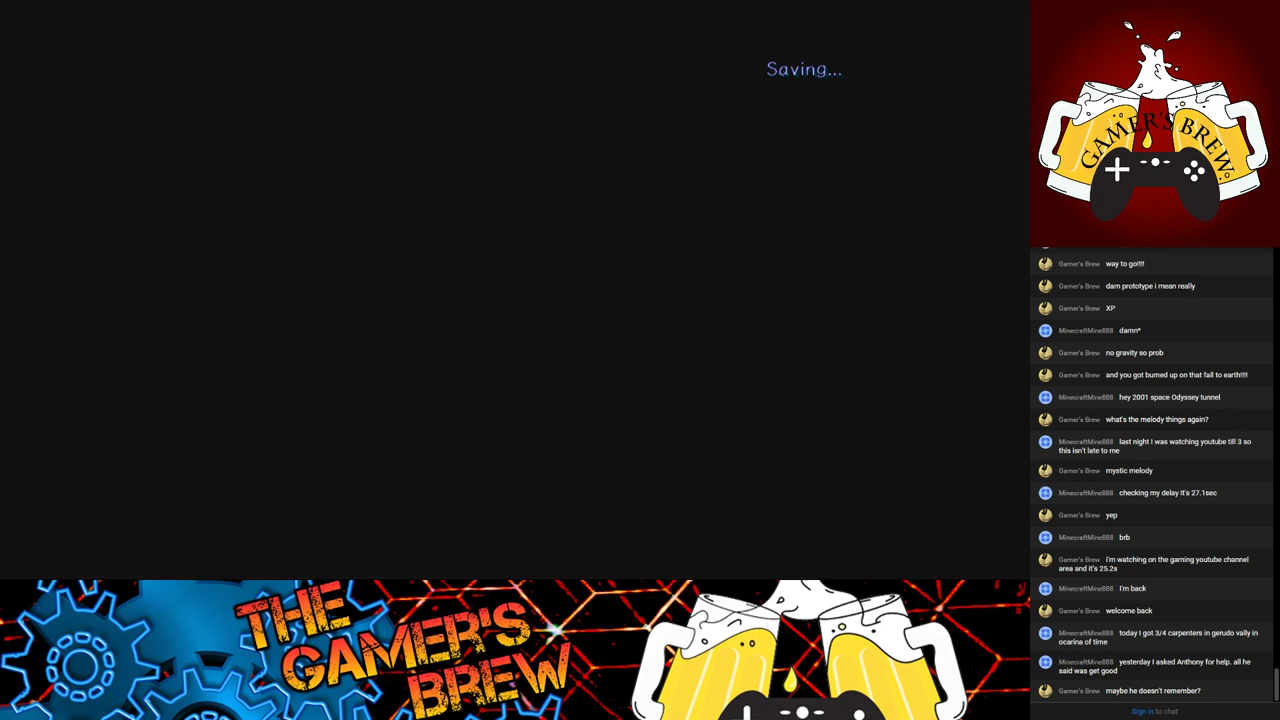 Saving...
GAMER'S BREW
Gamer's Brew way to go!!!!
Gamer's Brew dam prototype i mean really
Gamer's Brew XP
MinecraftMine888 damn*
Gamer's Brew no gravity so prob
Gamer's Brew and you got burned up on that fall to earth!!!!
MinecraftMine888 hey 2001 space Odyssey tunnel
Gamer's Brew what's the melody things again?
MinecraftMine888 last night i was watching youtube till 3 so
this isn't late to me
Gamer's Brew mystic melody
MinecraftMine888 checking my delay It's 27.1sec
Gamer's Brew yep
MinecraftMine888 brb
Gamer's Brew i'm watching on the gaming youtube channel
area and it's 25.2s
MinecraftMine888 I'm back
Gamer's Brew welcome back
MinecraftMine888 today I got 3/4 carpenters in gerudo vally in
ocarina of time
MinecraftMine888 yesterday I asked Anthony for help. all he
said was get good
Gamer's Brew maybe he doesn't remember?
Sign in to chat
THE
GAMER'S
BREW